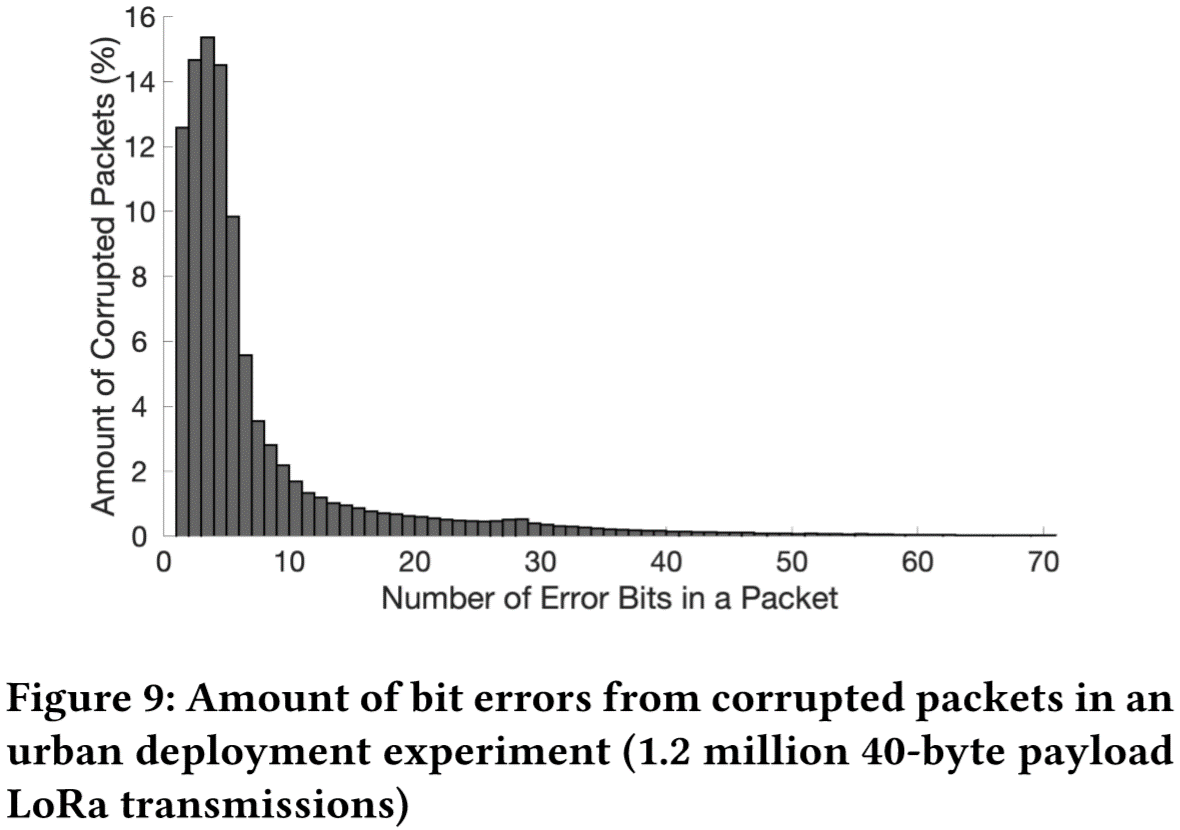 16
14
12
10
8
6
4
2
0
Amount of Corrupted Packets (%)
0 10 20 30 40 50 60 70
Number of Error Bits in a Packet
Figure 9: Amount of bit errors from corrupted packets in an
urban deployment experiment (1.2 million 40-byte payload
LoRa transmissions)